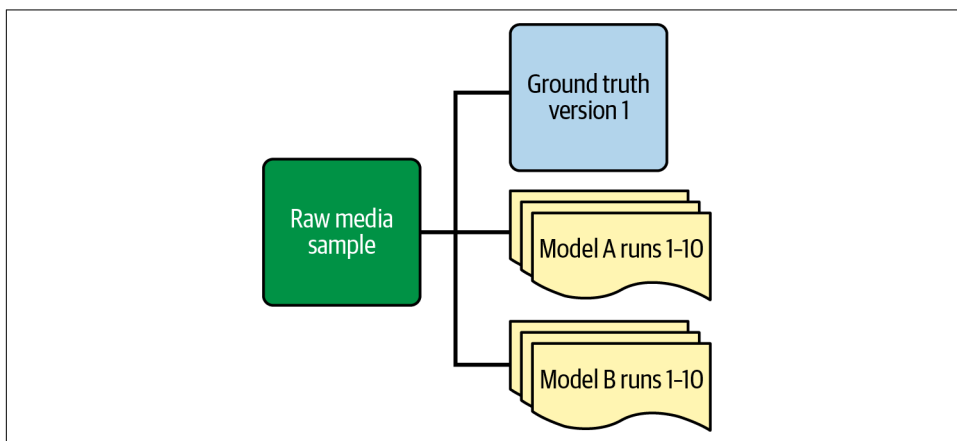 Ground truth
version 1
Raw media
sample
Model A runs 1–10
Model B runs 1–10